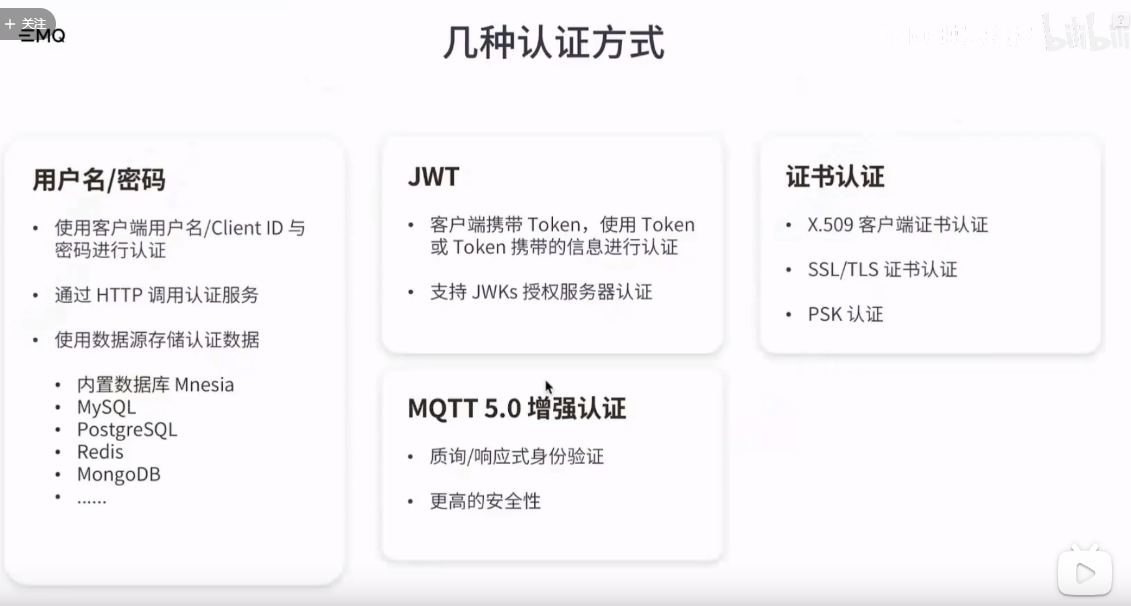 + 关注
EMQ
几种认证方式
bilibili
用户名/密码
• 使用客户端用户名/Client ID 与
密码进行认证
• 通过 HTTP 调用认证服务
• 使用数据源存储认证数据
• 内置数据库 Mnesia
• MySQL
• PostgreSQL
• Redis
• MongoDB
• ......
JWT
• 客户端携带 Token，使用 Token
或 Token 携带的信息进行认证
• 支持 JWKs 授权服务器认证
MQTT 5.0 增强认证
• 质询/响应式身份验证
• 更高的安全性
证书认证
• X.509 客户端证书认证
• SSL/TLS 证书认证
• PSK 认证